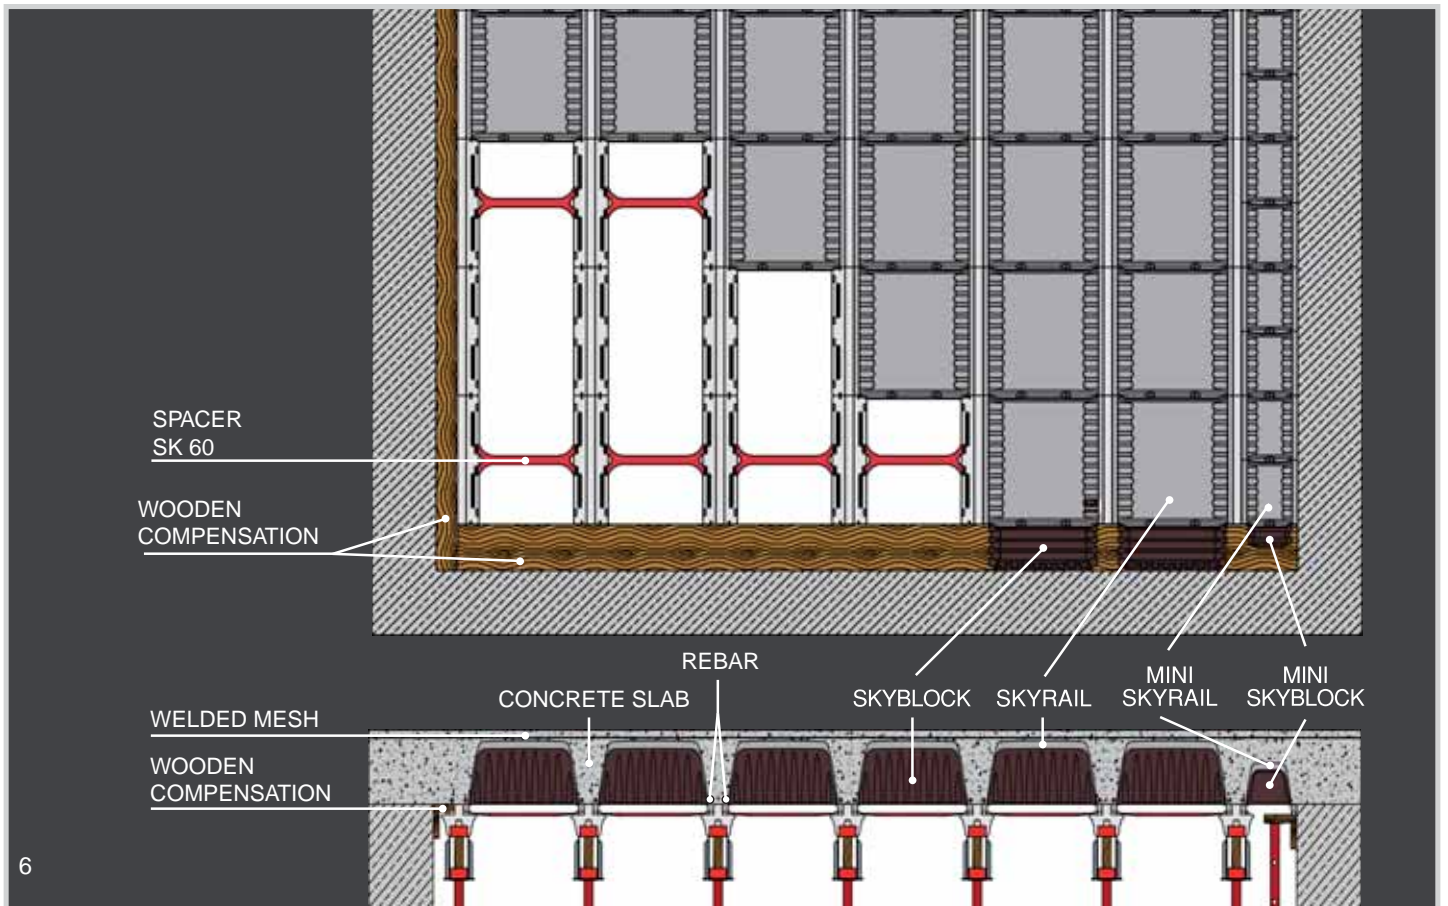 SPACER
SK 60
WOODEN
COMPENSATION
REBAR
CONCRETE SLAB
SKYBLOCK
SKYRAIL
MINI
SKYRAIL
MINI
SKYBLOCK
WELDED MESH
WOODEN
COMPENSATION
6